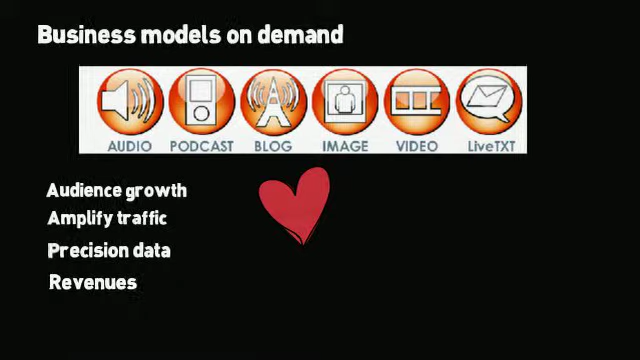 Business models on demand
AUDIO PODCAST BLOG IMAGE VIDEO LiveTXT
Audience growth
Amplify traffic
Precision data
Revenues